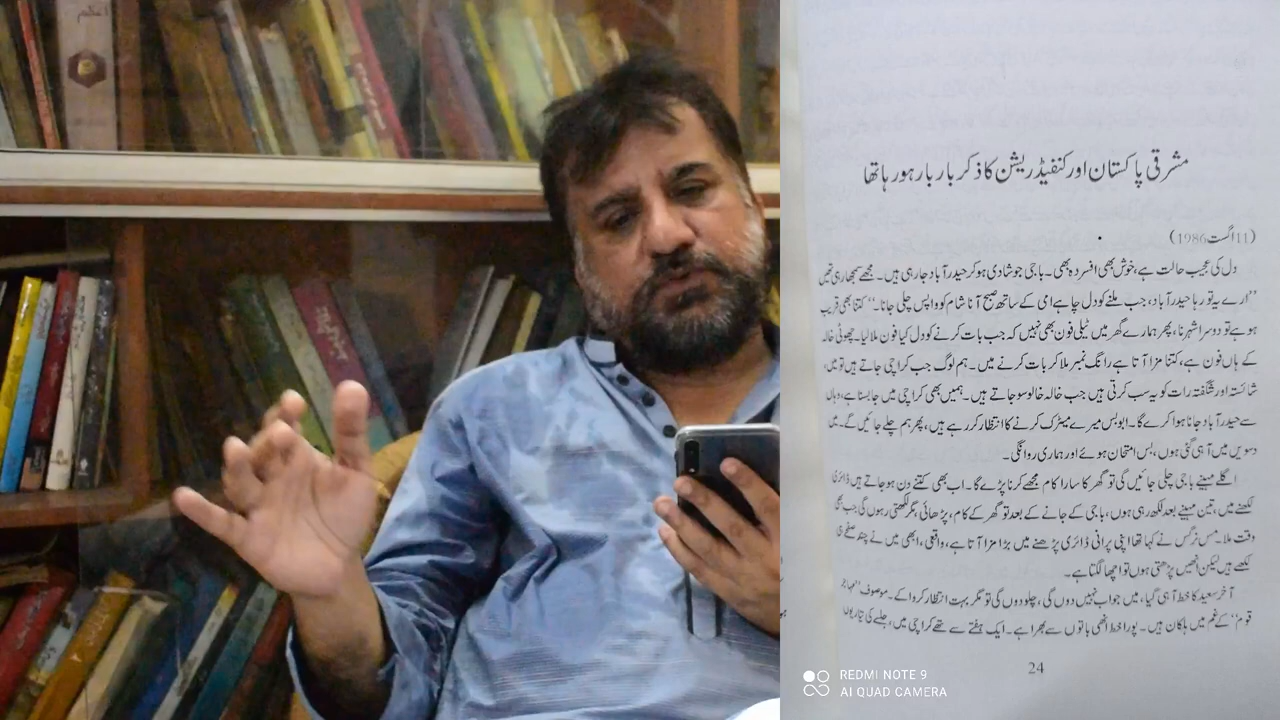 مشرقی پاکستان اور کنفیڈریشن کا ذکر بار بار ہو رہا تھا
(11 اگست 1986)
دل کی عجیب حالت ہے، خوش بھی افسردہ بھی۔ باجی جو شادی ہو کر حیدرآباد جا رہی ہیں۔ مجھے سمجھا رہی تھیں
”ارے یہ تو رہا حیدرآباد، جب ملنے کو دل چاہے امی کے ساتھ صبح آنا شام کو واپس چلی جانا۔“ کتنا بھی قریب
ہو ہے تو دوسرا شہر نا، پھر ہمارے گھر میں ٹیلی فون بھی نہیں کہ جب بات کرنے کو دل کیا فون ملا لیا۔ چھوٹی خالہ
کے ہاں فون ہے، کتنا مزا آتا ہے رانگ نمبر ملا کر بات کرنے میں۔ ہم لوگ جب کراچی جاتے ہیں تو میں،
شائستہ اور شگفتہ رات کو یہ سب کرتی ہیں جب خالہ خالو سو جاتے ہیں۔ ہمیں بھی کراچی میں جا بسنا ہے، وہاں
سے حیدرآباد جانا ہوا کرے گا۔ ابو بس میرے میٹرک کرنے کا انتظار کر رہے ہیں، پھر ہم چلے جائیں گے۔ میں
دسویں میں آ ہی گئی ہوں، بس امتحان ہوئے اور ہماری روانگی۔
اگلے مہینے باجی چلی جائیں گی تو گھر کا سارا کام مجھے کرنا پڑے گا۔ اب بھی کتنے دن ہو جاتے ہیں ڈائری
لکھنے میں، تین مہینے بعد لکھ رہی ہوں، باجی کے جانے کے بعد تو گھر کے کام، پڑھائی، مگر لکھتی رہوں گی جب بھی
وقت ملا۔ مس نرگس نے کہا تھا اپنی پرانی ڈائری پڑھنے میں بڑا مزا آتا ہے، واقعی، ابھی میں نے چند صفحے ہی
لکھے ہیں لیکن انھیں پڑھتی ہوں تو اچھا لگتا ہے۔
آخر سعید کا خط آ ہی گیا، میں جواب نہیں دوں گی، چلو دوں گی تو مگر بہت انتظار کروا کے۔ موصوف ”مہاجر
قوم“ کے غم میں ہلکان ہیں۔ پورا خط انھی باتوں سے بھرا ہے۔ ایک ہفتے سے تھے کراچی میں، جلسے کی تیاریوں
24
REDMI NOTE 9
AI QUAD CAMERA